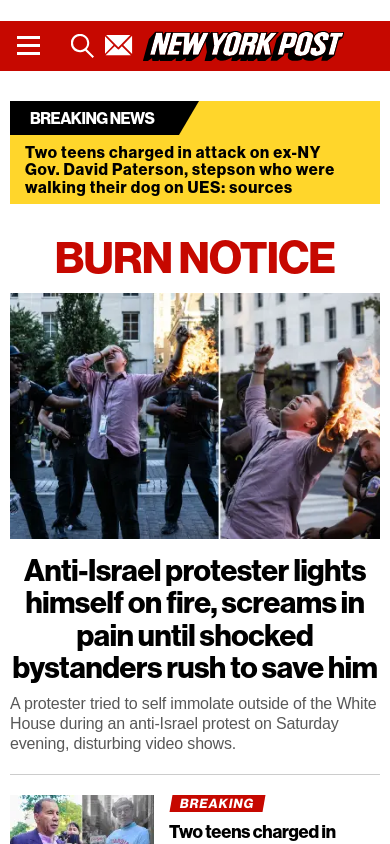 NEW YORK POST
BREAKING NEWS
Two teens charged in attack on ex-NY
Gov. David Paterson, stepson who were
walking their dog on UES: sources
BURN NOTICE
Anti-Israel protester lights
himself on fire, screams in
pain until shocked
bystanders rush to save him
A protester tried to self immolate outside of the White
House during an anti-Israel protest on Saturday
evening, disturbing video shows.
BREAKING
Two teens charged in